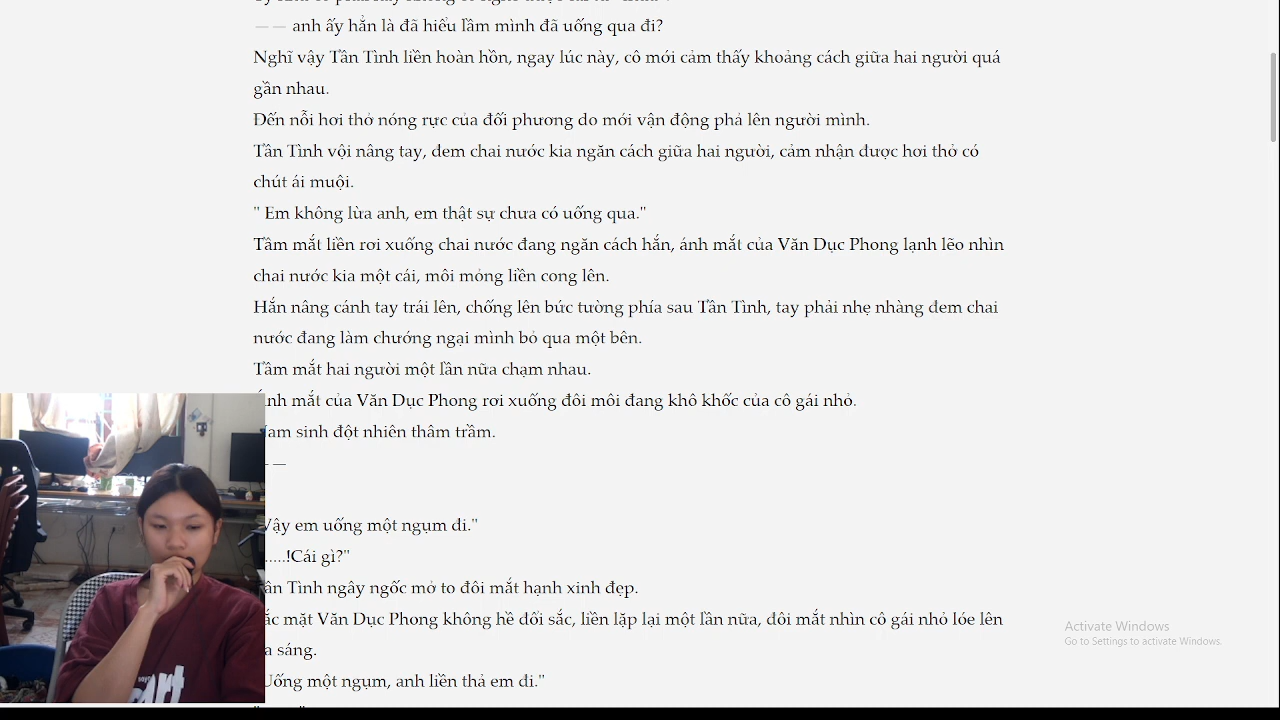 —— anh ấy hẳn là đã hiểu lầm mình đã uống qua đi?
Nghĩ vậy Tần Tình liền hoàn hồn, ngay lúc này, cô mới cảm thấy khoảng cách giữa hai người quá
gần nhau.
Đến nỗi hơi thở nóng rực của đối phương do mới vận động phả lên người mình.
Tần Tình vội nâng tay, đem chai nước kia ngăn cách giữa hai người, cảm nhận được hơi thở có
chút ái muội.
" Em không lừa anh, em thật sự chưa có uống qua."
Tầm mắt liền rơi xuống chai nước đang ngăn cách hắn, ánh mắt của Văn Dục Phong lạnh lẽo nhìn
chai nước kia một cái, môi mỏng liền cong lên.
Hắn nâng cánh tay trái lên, chống lên bức tường phía sau Tần Tình, tay phải nhẹ nhàng đem chai
nước đang làm chướng ngại mình bỏ qua một bên.
Tầm mắt hai người một lần nữa chạm nhau.
Ánh mắt của Văn Dục Phong rơi xuống đôi môi đang khô khốc của cô gái nhỏ.
Nam sinh đột nhiên thâm trầm.
——
Vậy em uống một ngụm đi."
.....!Cái gì?"
Tần Tình ngây ngốc mở to đôi mắt hạnh xinh đẹp.
sắc mặt Văn Dục Phong không hề đổi sắc, liền lặp lại một lần nữa, đôi mắt nhìn cô gái nhỏ lóe lên
sáng.
Uống một ngụm, anh liền thả em đi."
Activate Windows
Go to Settings to activate Windows.